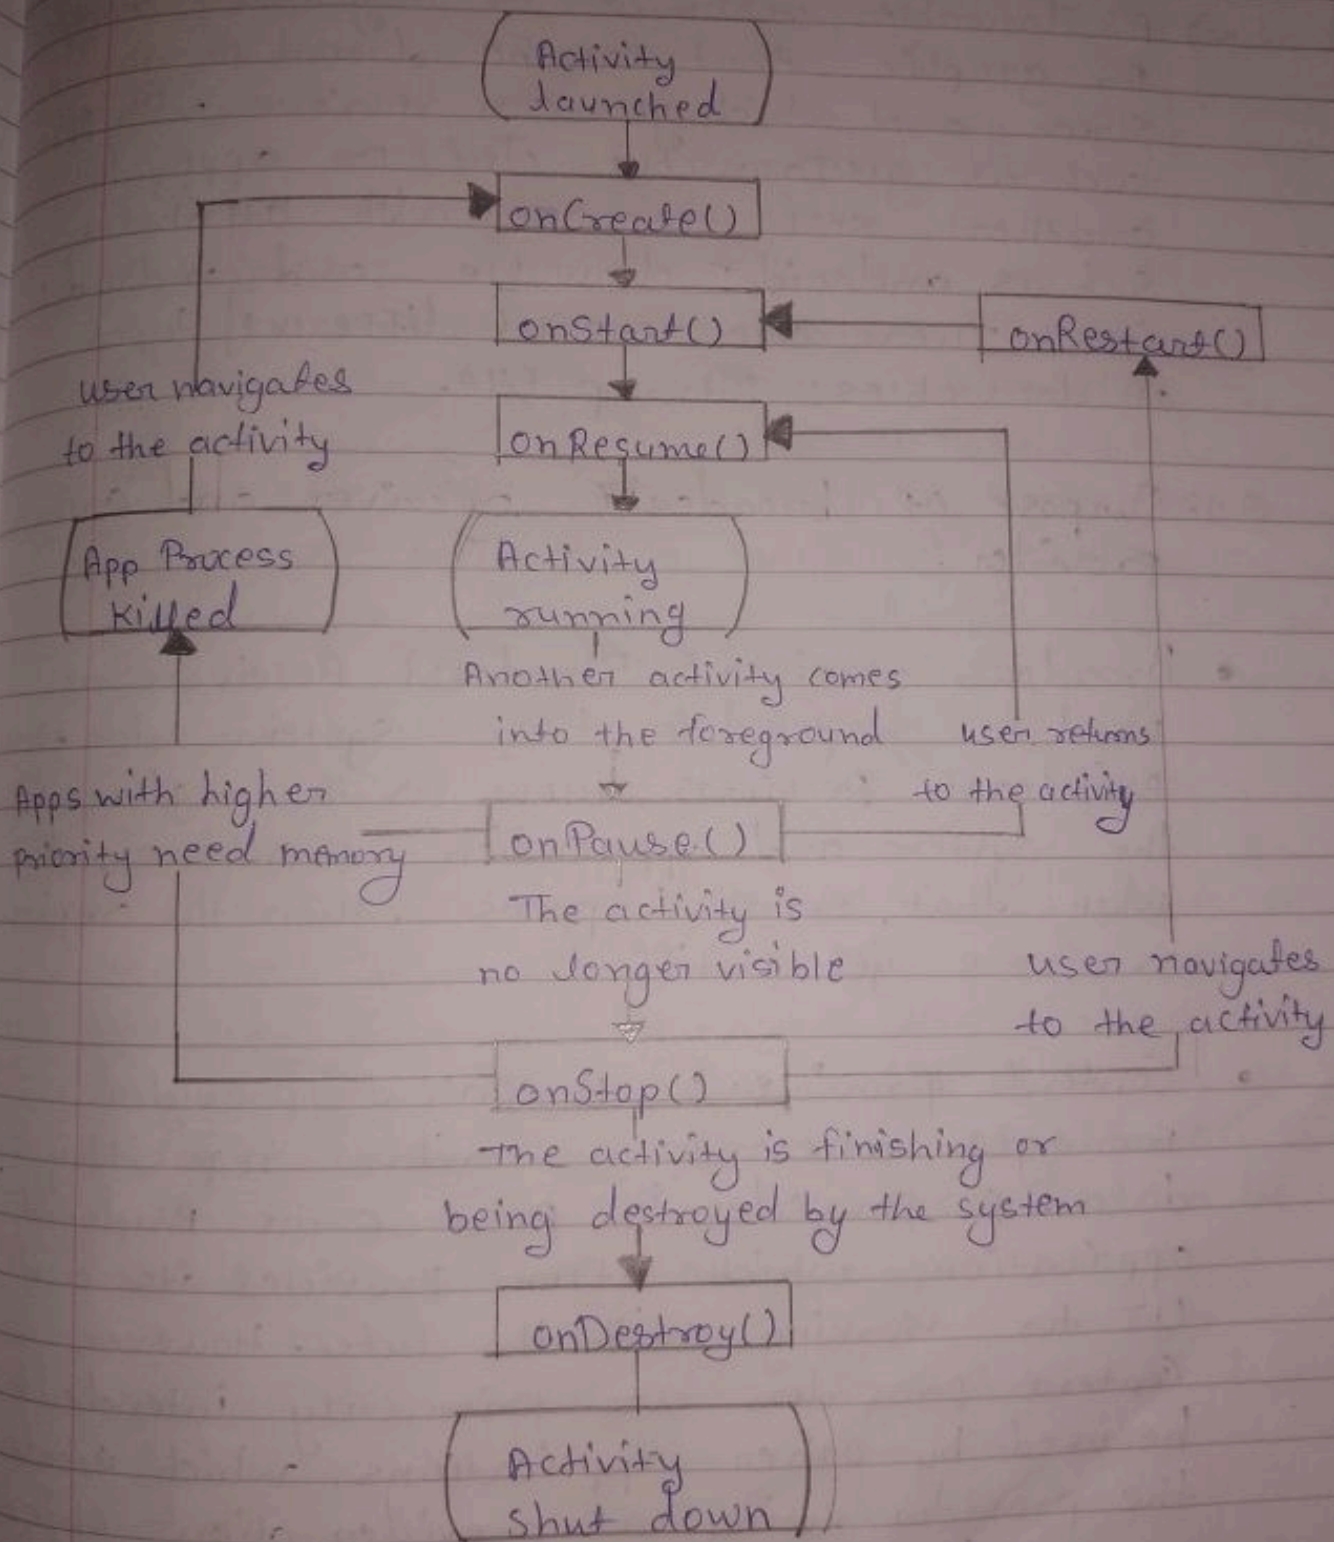 Activity
launched
onCreate()
onStart()
onRestart()
user navigates
to the activity
onResume()
App Process
killed
Activity
running
Another activity comes
into the foreground
user returns
to the activity
Apps with higher
priority need memory
onPause()
The activity is
no longer visible
user navigates
to the activity
onStop()
The activity is finishing or
being destroyed by the system
onDestroy()
Activity
shut down